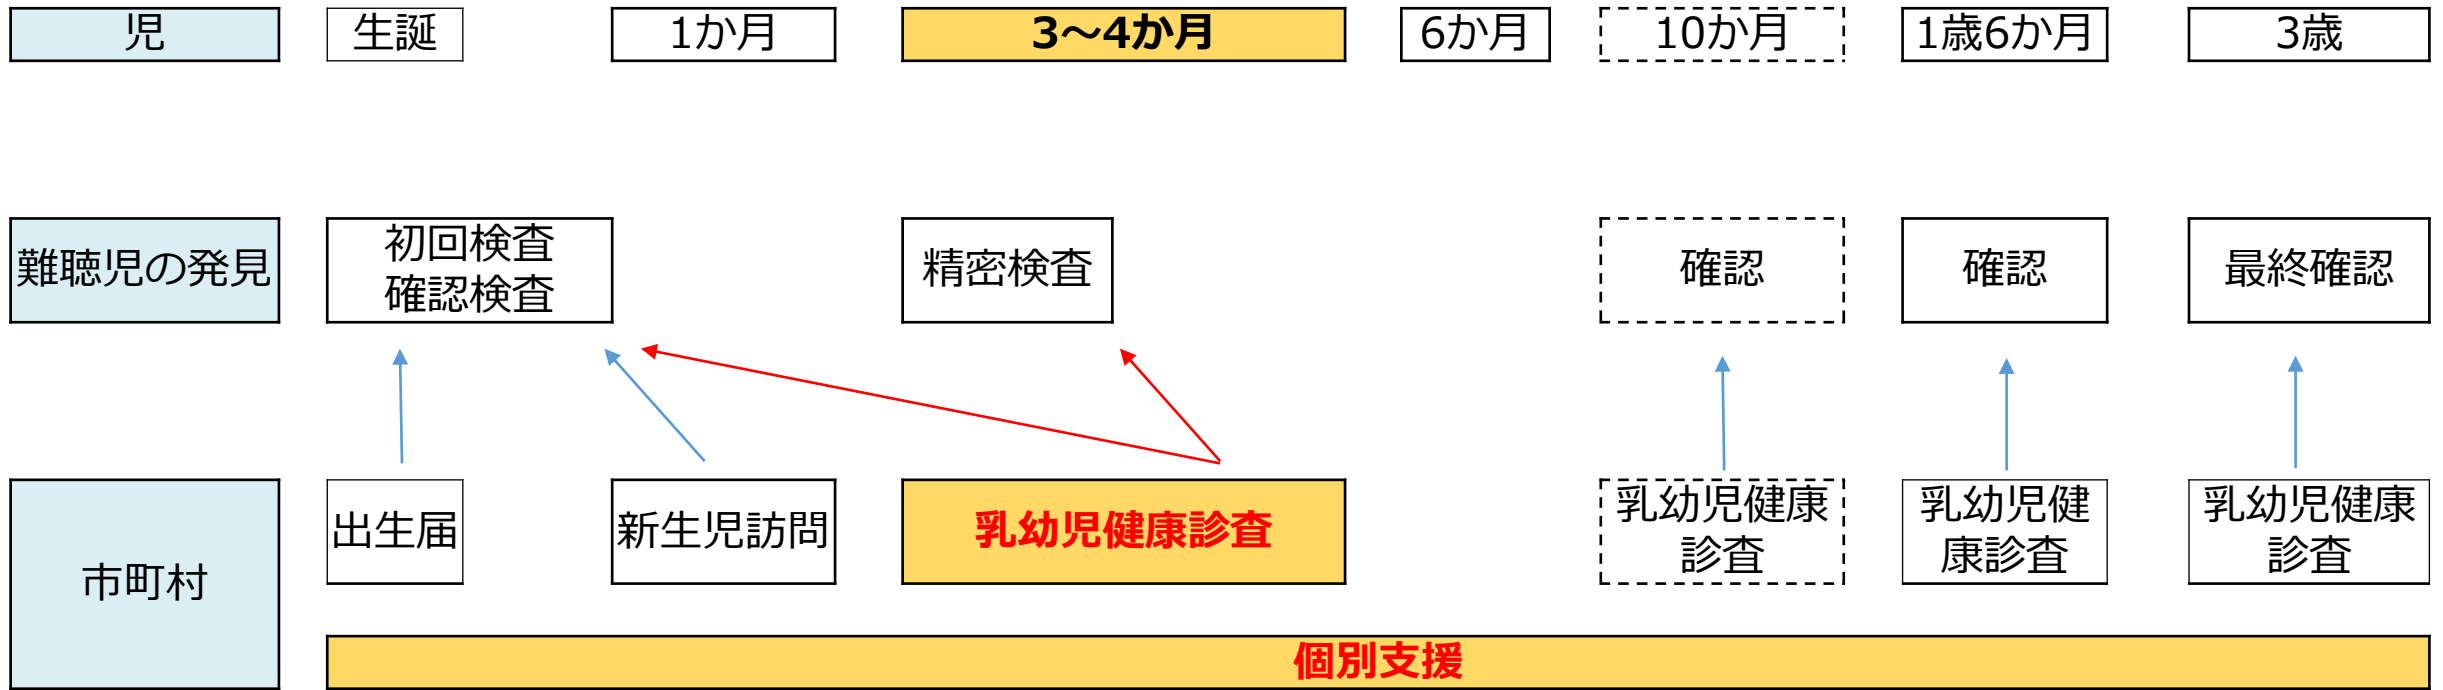 児
生誕
1か月
3～4か月
6か月
10か月
1歳6か月
3歳
難聴児の発見
初回検査
確認検査
精密検査
確認
確認
最終確認
市町村
出生届
新生児訪問
乳幼児健康診査
乳幼児健康
診査
乳幼児健
康診査
乳幼児健康
診査
個別支援